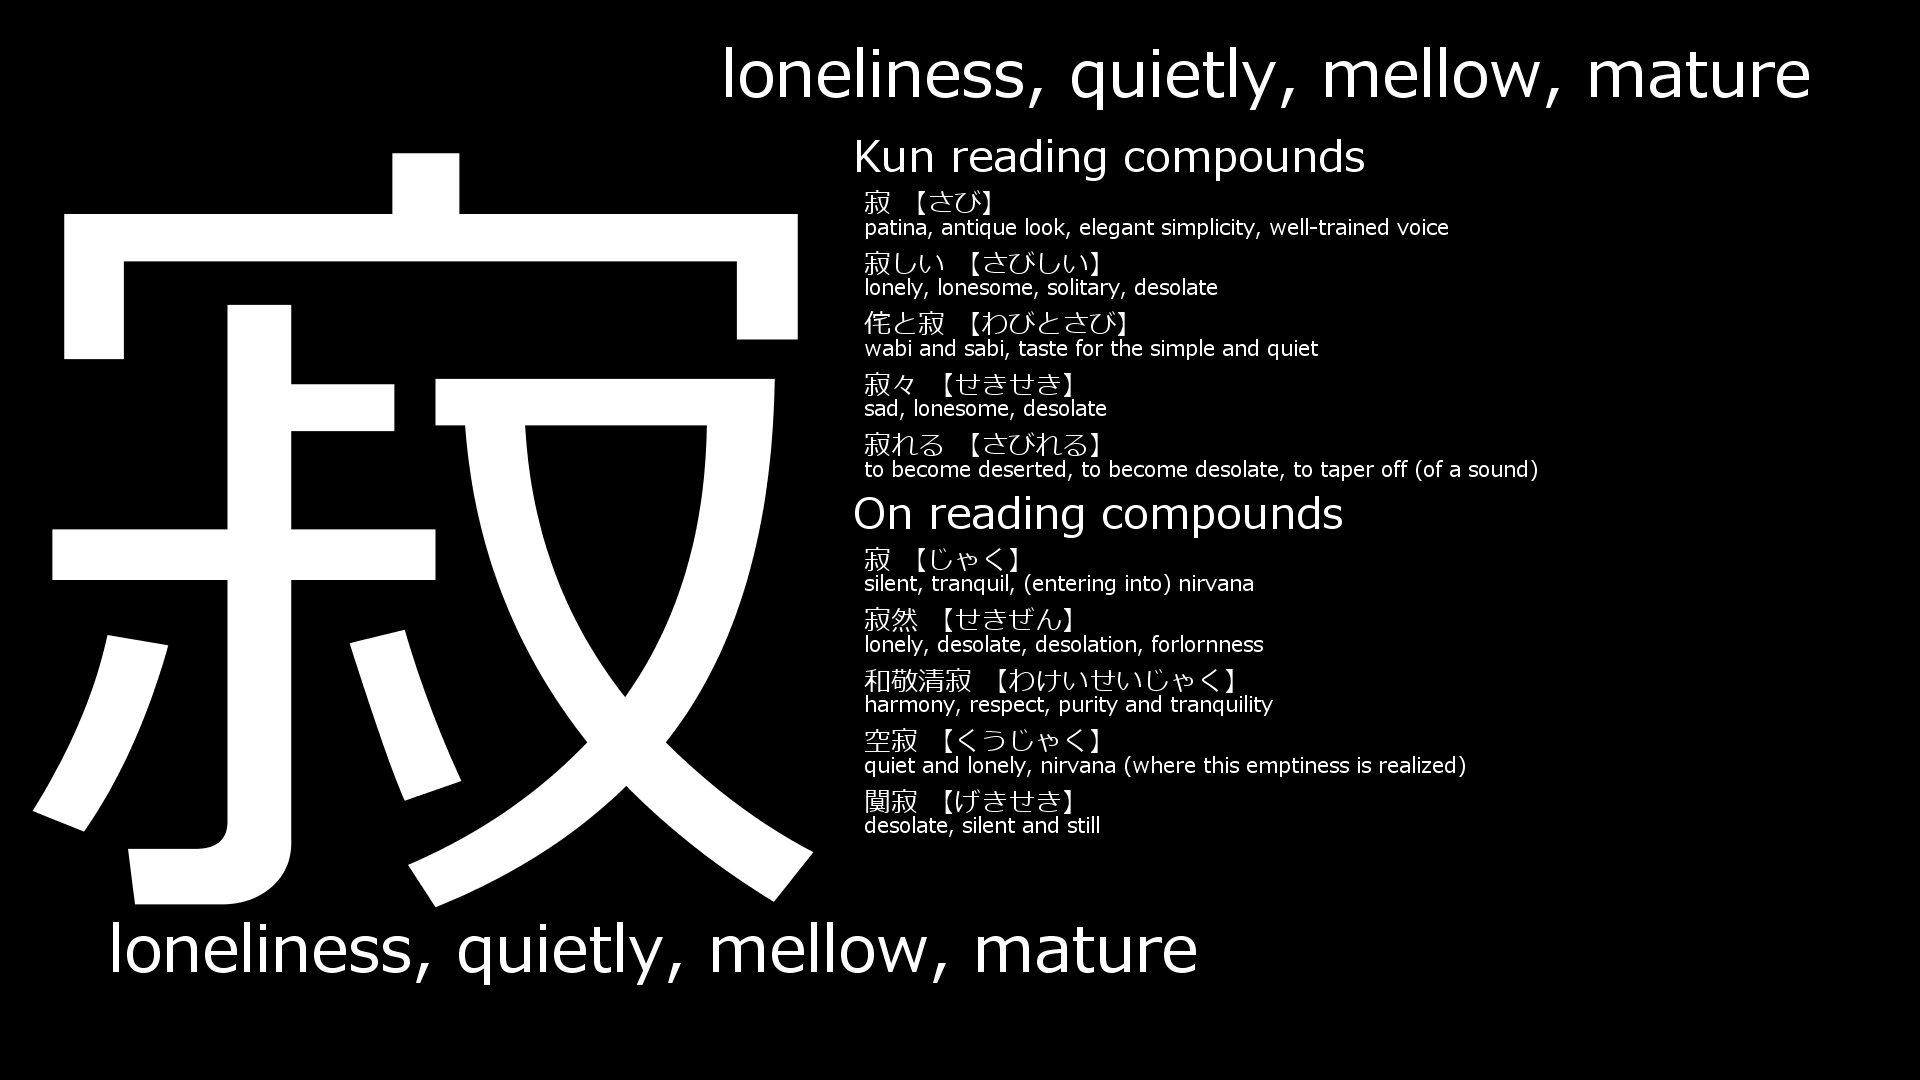 loneliness, quietly, mellow, mature
寂
Kun reading compounds
寂 【さび】
patina, antique look, elegant simplicity, well-trained voice
寂しい 【さびしい】
lonely, lonesome, solitary, desolate
侘と寂 【わびとさび】
wabi and sabi, taste for the simple and quiet
寂々 【せきせき】
sad, lonesome, desolate
寂れる 【さびれる】
to become deserted, to become desolate, to taper off (of a sound)
On reading compounds
寂 【じゃく】
silent, tranquil, (entering into) nirvana
寂然 【せきぜん】
lonely, desolate, desolation, forlornness
和敬清寂 【わけいせいじゃく】
harmony, respect, purity and tranquility
空寂 【くうじゃく】
quiet and lonely, nirvana (where this emptiness is realized)
闃寂 【げきせき】
desolate, silent and still
loneliness, quietly, mellow, mature